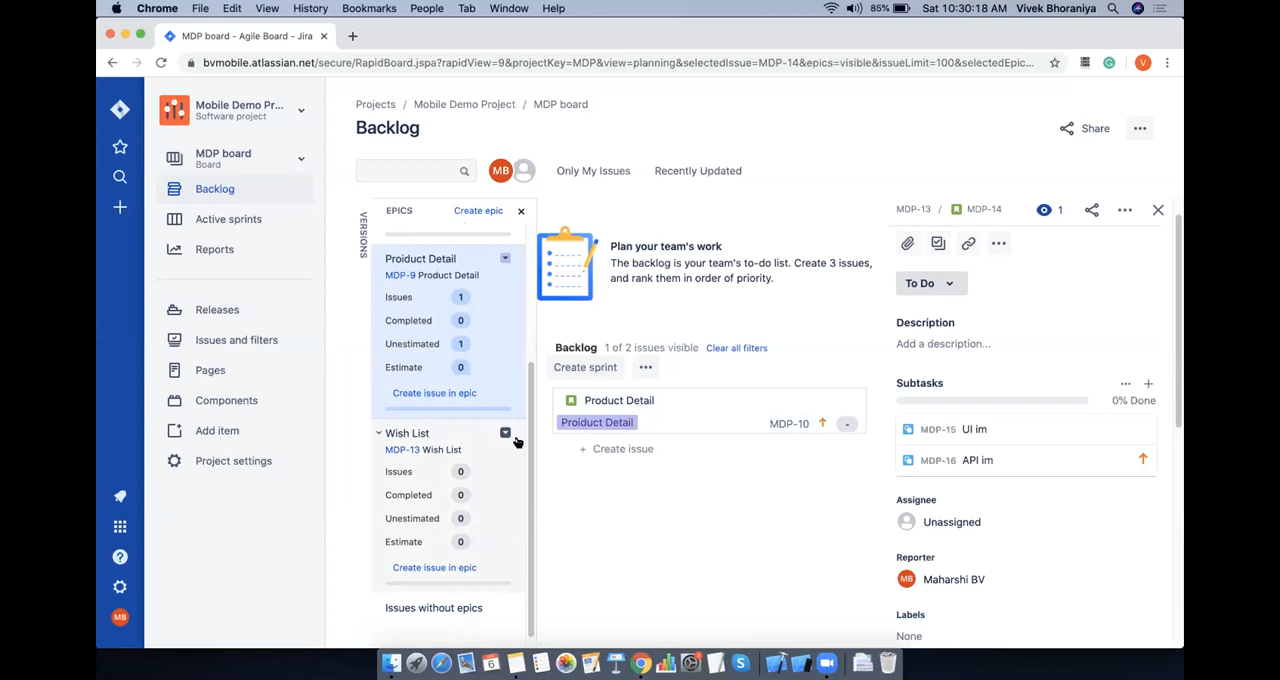 Chrome File Edit View History Bookmarks People Tab Window Help 85% Sat 10:30:18 AM Vivek Bhoraniya
MDP board - Agile Board - Jira
bvmobile.atlassian.net/secure/RapidBoard.jspa?rapidView=9&projectKey=MDP&view=planning&selectedIssue=MDP-14&epics=visible&issueLimit=100&selectedEpic... V
Mobile Demo Pr...
Software project
MDP board
Board
Backlog
Active sprints
Reports
Releases
Issues and filters
Pages
Components
Add item
Project settings
MB
Projects / Mobile Demo Project / MDP board
Backlog
Share
MB Only My Issues Recently Updated
VERSIONS
EPICS Create epic
Proiduct Detail
MDP-9 Product Detail
Issues 1
Completed 0
Unestimated 1
Estimate 0
Create issue in epic
Wish List
MDP-13 Wish List
Issues 0
Completed 0
Unestimated 0
Estimate 0
Create issue in epic
Issues without epics
Plan your team's work
The backlog is your team's to-do list. Create 3 issues,
and rank them in order of priority.
Backlog 1 of 2 issues visible Clear all filters
Create sprint
Product Detail
Proiduct Detail MDP-10 -
+ Create issue
MDP-13 / MDP-14 1
To Do
Description
Add a description...
Subtasks
0% Done
MDP-15 UI im
MDP-16 API im
Assignee
Unassigned
Reporter
MB Maharshi BV
Labels
None
6